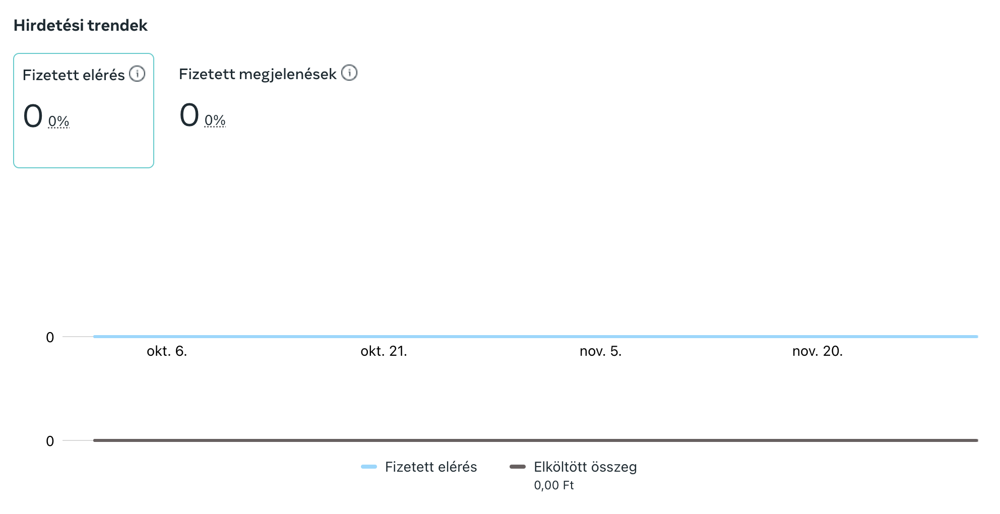 Hirdetési trendek
Fizetett elérés
0 0%
Fizetett megjelenések
0 0%
0
okt. 6. okt. 21. nov. 5. nov. 20.
0
Fizetett elérés
Elköltött összeg
0,00 Ft